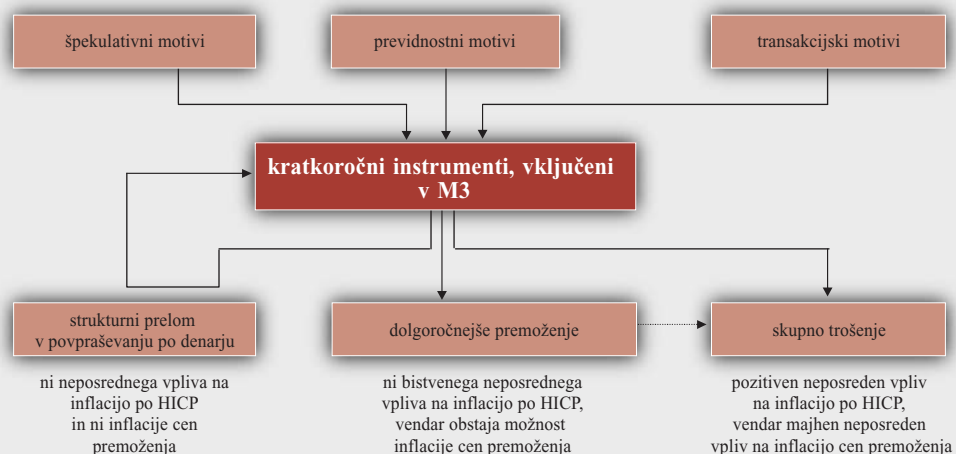 špekulativni motivi
previdnostni motivi
transakcijski motivi
kratkoročni instrumenti, vključeni
v M3
strukturni prelom
v povpraševanju po denarju
dolgoročnejše premoženje
skupno trošenje
ni neposrednega vpliva na
inflacijo po HICP
in ni inflacije cen
premoženja
ni bistvenega neposrednega
vpliva na inflacijo po HICP,
vendar obstaja možnost
inflacije cen premoženja
pozitiven neposreden vpliv
na inflacijo po HICP,
vendar majhen neposreden
vpliv na inflacijo cen premoženja